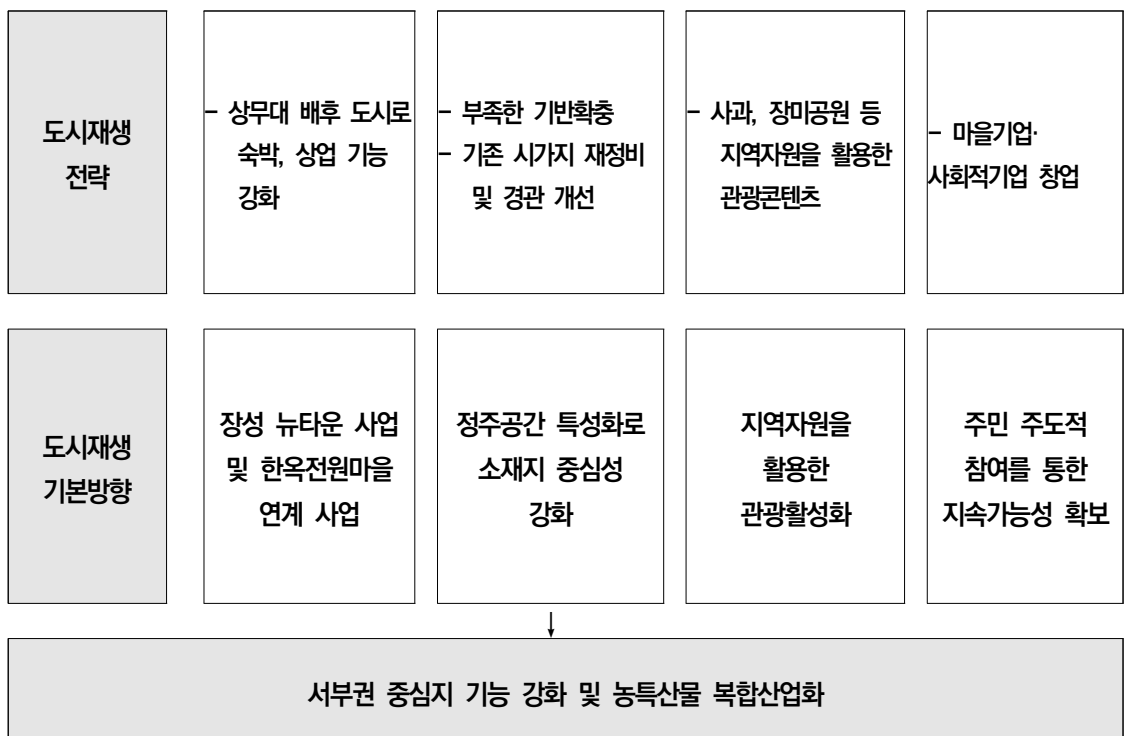 도시재생
전략
- 상무대 배후 도시로
숙박, 상업 기능
강화
- 부족한 기반확충
- 기존 시가지 재정비
및 경관 개선
- 사과, 장미공원 등
지역자원을 활용한
관광콘텐츠
- 마을기업·
사회적기업 창업
도시재생
기본방향
장성 뉴타운 사업
및 한옥전원마을
연계 사업
정주공간 특성화로
소재지 중심성
강화
지역자원을
활용한
관광활성화
주민 주도적
참여를 통한
지속가능성 확보
서부권 중심지 기능 강화 및 농특산물 복합산업화